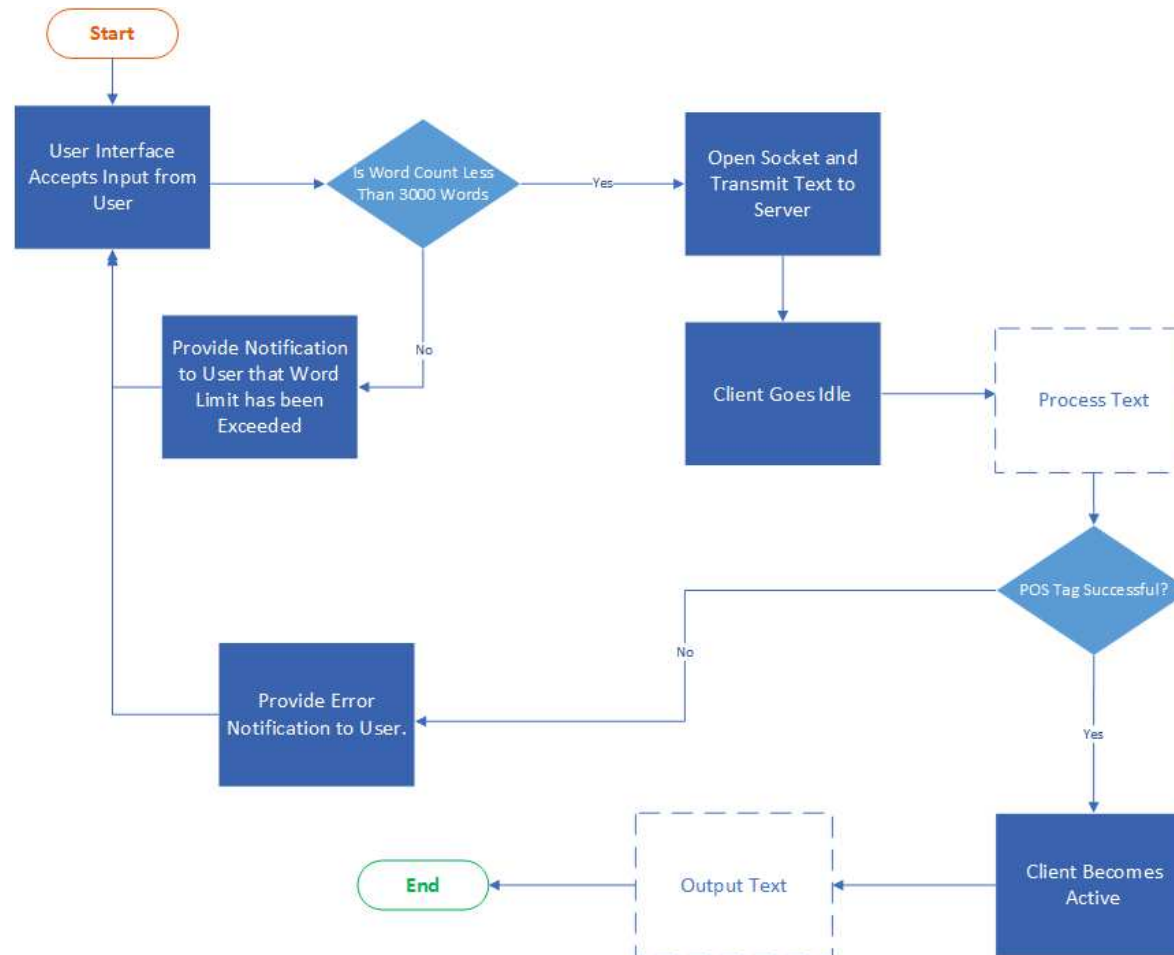 Start
User Interface
Accepts Input from
User
Is Word Count Less
Than 3000 Words
Yes
Open Socket and
Transmit Text to
Server
No
Provide Notification
to User that Word
Limit has been
Exceeded
Client Goes Idle
Process Text
POS Tag Successful?
No
Provide Error
Notification to User.
Yes
Client Becomes
Active
Output Text
End